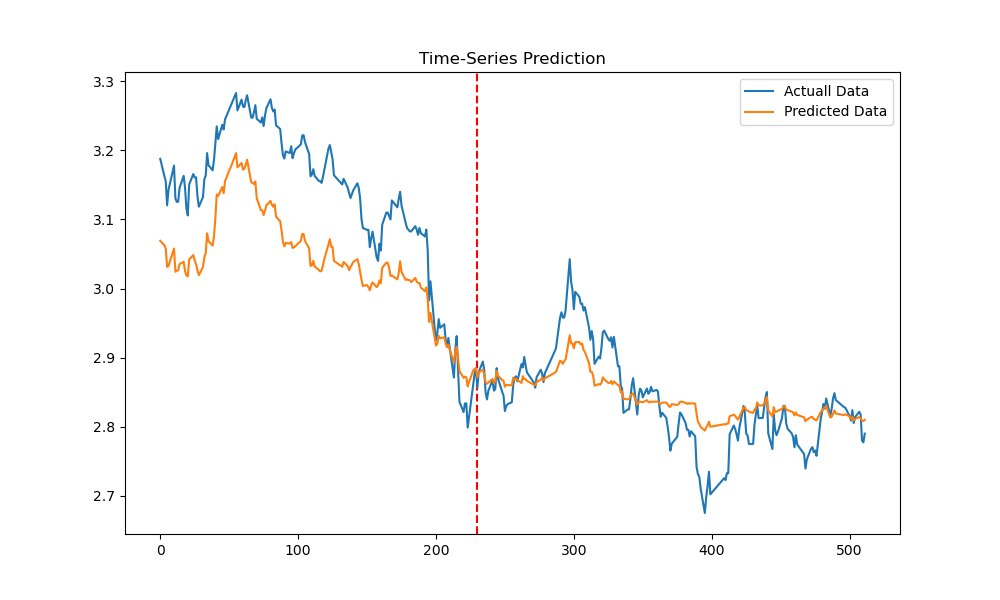 Time-Series Prediction
Actuall Data
Predicted Data
3.3
3.2
3.1
3.0
2.9
2.8
2.7
0 100 200 300 400 500